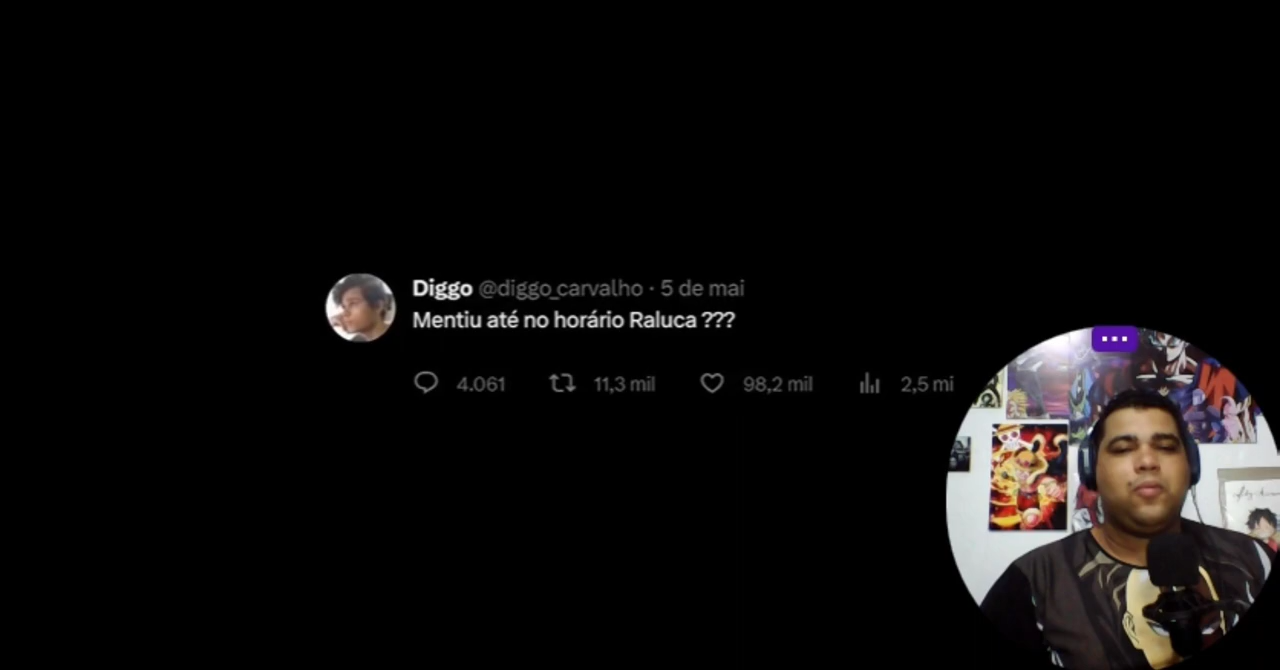 Diggo @diggo_carvalho · 5 de mai
Mentiu até no horário Raluca ???
4.061 11,3 mil 98,2 mil 2,5 mi